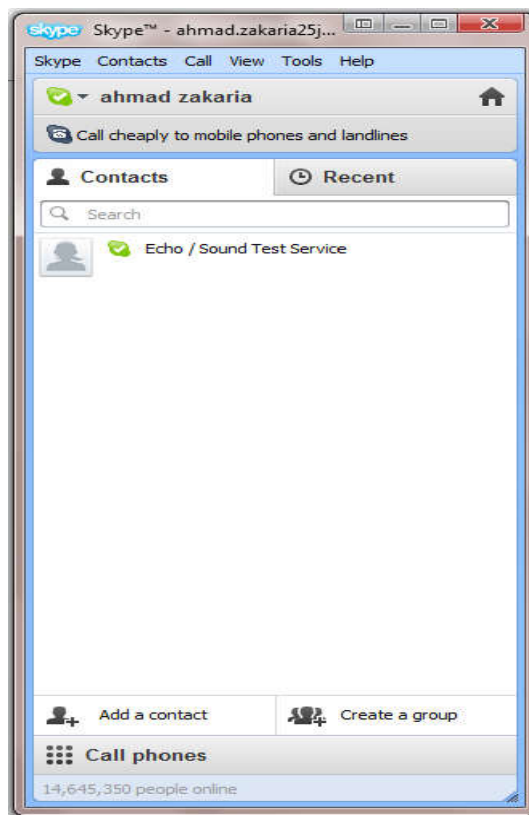 skype Skype™ - ahmad.zakaria25j...
Skype Contacts Call View Tools Help
ahmad zakaria
Call cheaply to mobile phones and landlines
Contacts Recent
Search
Echo / Sound Test Service
Add a contact Create a group
Call phones
14,645,350 people online